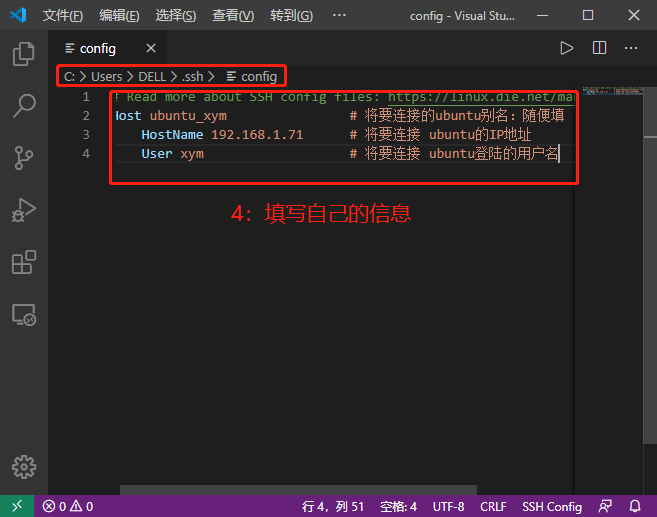 文件(F) 编辑(E) 选择(S) 查看(V) 转到(G) ··· config - Visual Stu...
config
C: > Users > DELL > .ssh > config
1 # Read more about SSH config files: https://linux.die.net/ma
2 Host ubuntu_xym # 将要连接的ubuntu别名：随便填
3 HostName 192.168.1.71 # 将要连接 ubuntu的IP地址
4 User xym # 将要连接 ubuntu登陆的用户名
4：填写自己的信息
0 0 行 4，列 51 空格: 4 UTF-8 CRLF SSH Config